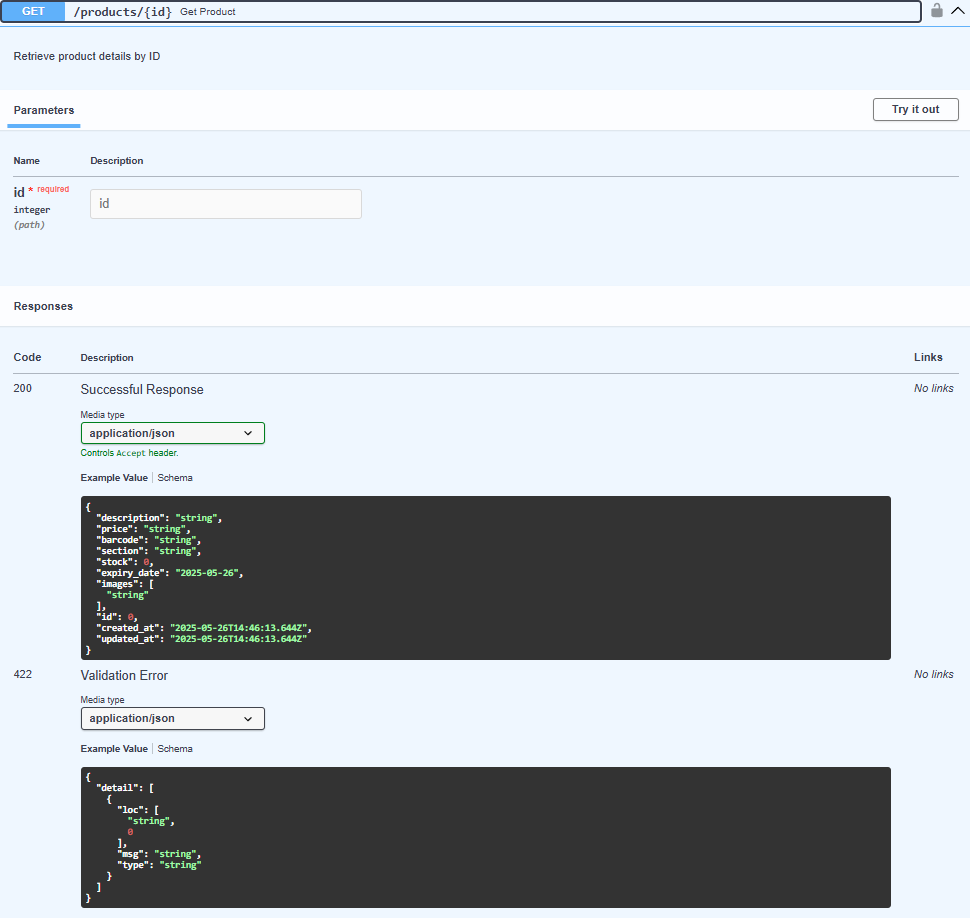 GET /products/{id} Get Product
Retrieve product details by ID
Parameters
Try it out
Name Description
id * required
integer
(path)
id
Responses
Code Description Links
200 Successful Response No links
Media type
application/json
Controls Accept header.
Example Value Schema
{
  "description": "string",
  "price": "string",
  "barcode": "string",
  "section": "string",
  "stock": 0,
  "expiry_date": "2025-05-26",
  "images": [
    "string"
  ],
  "id": 0,
  "created_at": "2025-05-26T14:46:13.644Z",
  "updated_at": "2025-05-26T14:46:13.644Z"
}
422 Validation Error No links
Media type
application/json
Example Value Schema
{
  "detail": [
    {
      "loc": [
        "string",
        0
      ],
      "msg": "string",
      "type": "string"
    }
  ]
}